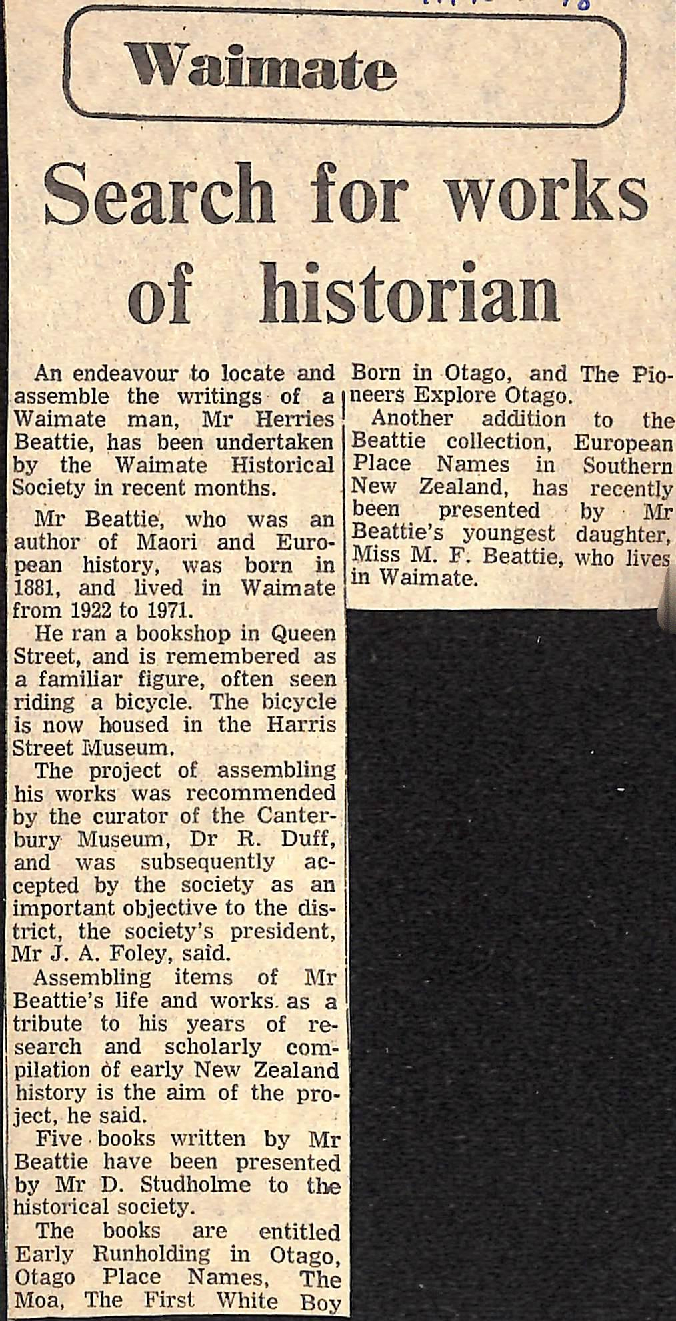 Waimate
Search for works
of historian
An endeavour to locate and
assemble the writings of a
Waimate man, Mr Herries
Beattie, has been undertaken
by the Waimate Historical
Society in recent months.
Mr Beattie, who was an
author of Maori and Euro-
pean history, was born in
1881, and lived in Waimate
from 1922 to 1971.
He ran a bookshop in Queen
Street, and is remembered as
a familiar figure, often seen
riding a bicycle. The bicycle
is now housed in the Harris
Street Museum.
The project of assembling
his works was recommended
by the curator of the Canter-
bury Museum, Dr R. Duff,
and was subsequently ac-
cepted by the society as an
important objective to the dis-
trict, the society's president,
Mr J. A. Foley, said.
Assembling items of Mr
Beattie's life and works. as a
tribute to his years of re-
search and scholarly com-
pilation of early New Zealand
history is the aim of the pro-
ject, he said.
Five books written by Mr
Beattie have been presented
by Mr D. Studholme to the
historical society.
The books are entitled
Early Runholding in Otago,
Otago Place Names, The
Moa, The First White Boy
Born in Otago, and The Pio-
neers Explore Otago.
Another addition to the
Beattie collection, European
Place Names in Southern
New Zealand, has recently
been presented by Mr
Beattie's youngest daughter,
Miss M. F. Beattie, who lives
in Waimate.